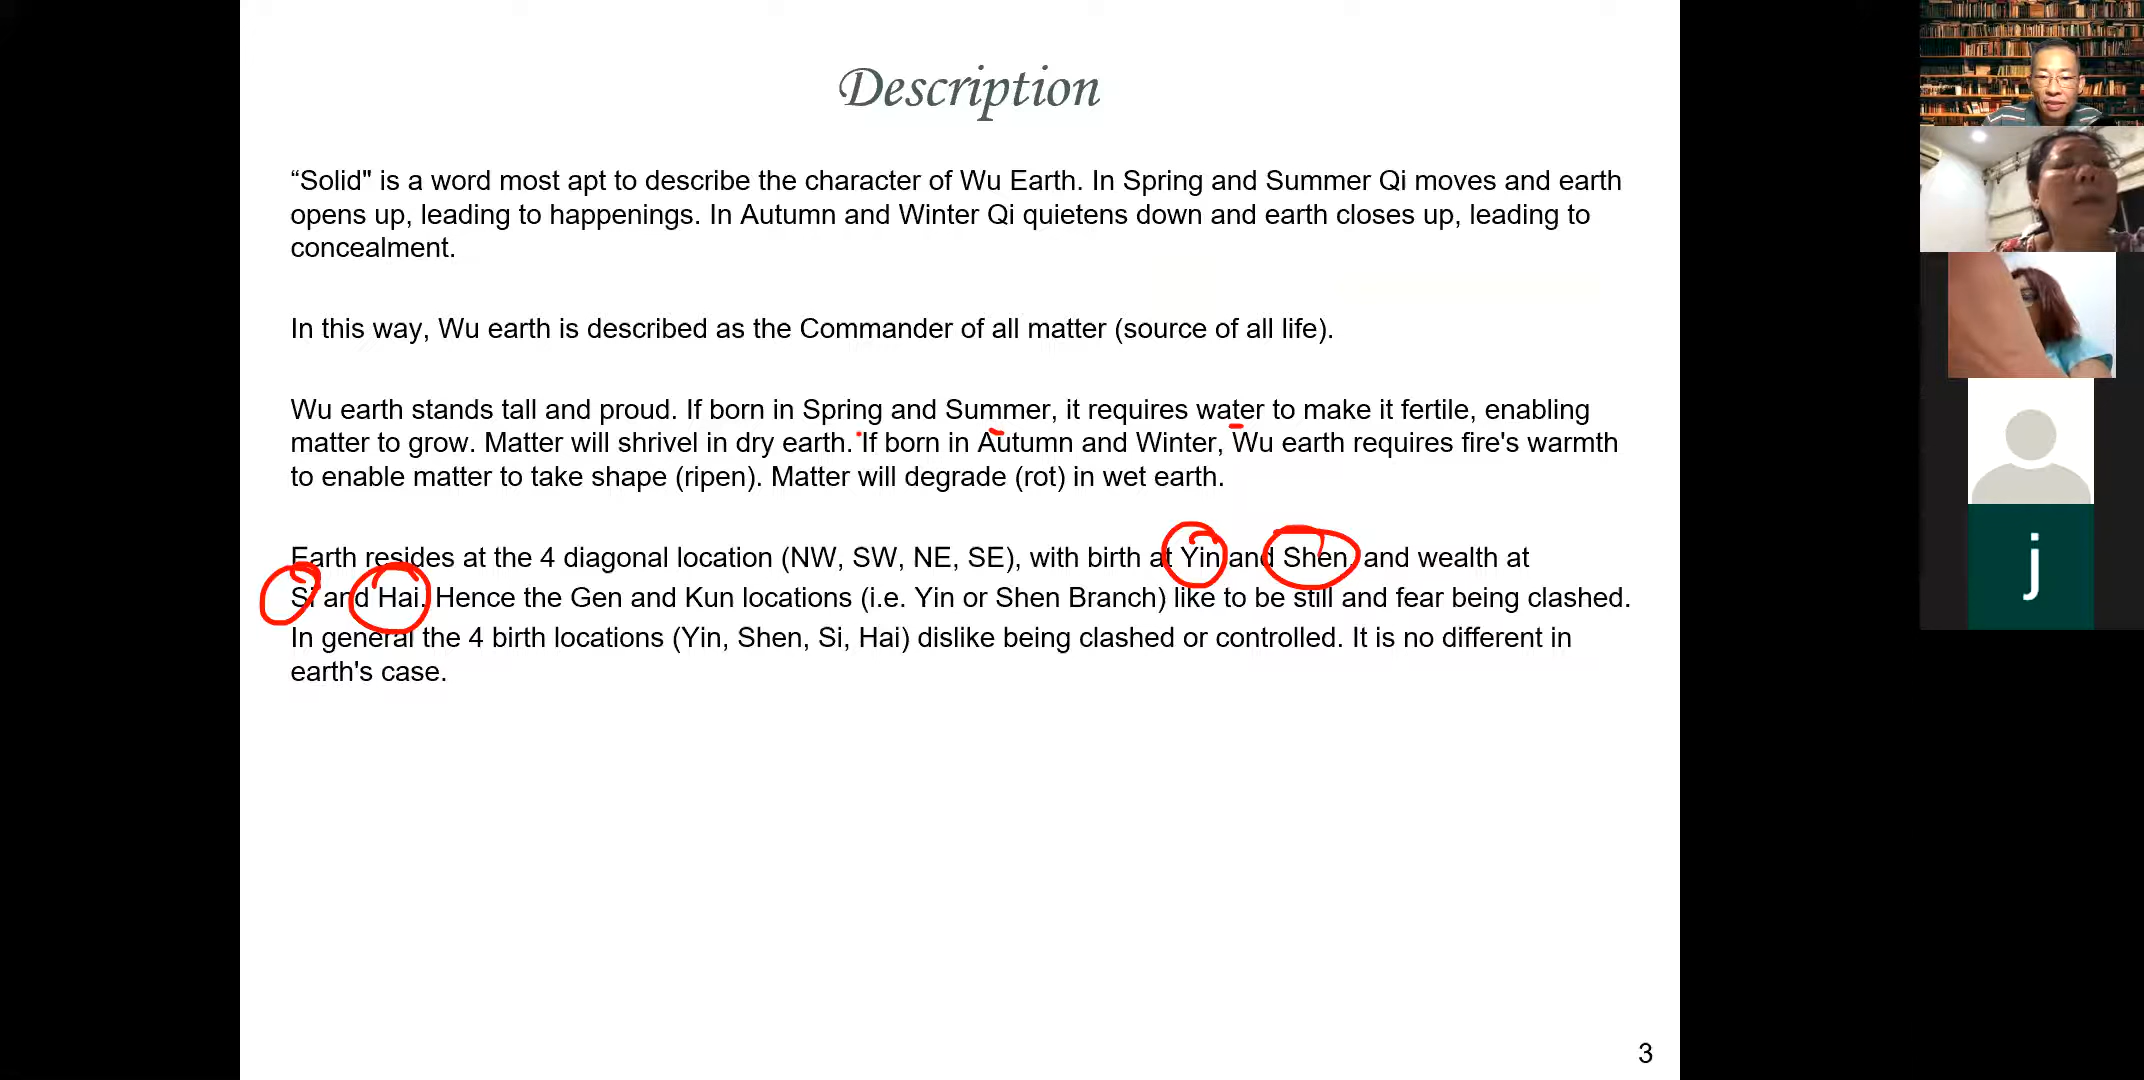 Description
“Solid" is a word most apt to describe the character of Wu Earth. In Spring and Summer Qi moves and earth
opens up, leading to happenings. In Autumn and Winter Qi quietens down and earth closes up, leading to
concealment.
In this way, Wu earth is described as the Commander of all matter (source of all life).
Wu earth stands tall and proud. If born in Spring and Summer, it requires water to make it fertile, enabling
matter to grow. Matter will shrivel in dry earth. If born in Autumn and Winter, Wu earth requires fire's warmth
to enable matter to take shape (ripen). Matter will degrade (rot) in wet earth.
Earth resides at the 4 diagonal location (NW, SW, NE, SE), with birth at Yin and Shen, and wealth at
Si and Hai. Hence the Gen and Kun locations (i.e. Yin or Shen Branch) like to be still and fear being clashed.
In general the 4 birth locations (Yin, Shen, Si, Hai) dislike being clashed or controlled. It is no different in
earth's case.
3
j